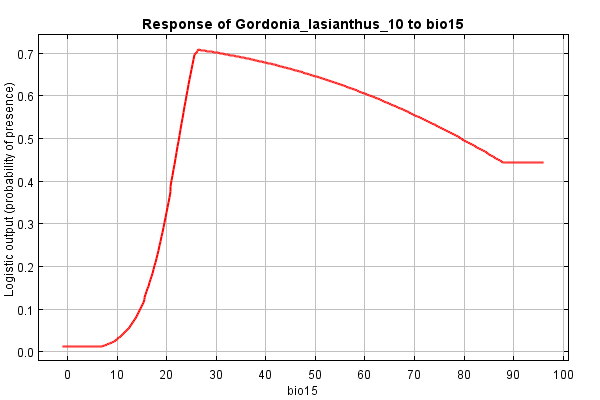 Response of Gordonia_lasianthus_10 to bio15
Logistic output (probability of presence)
0.7
0.6
0.5
0.4
0.3
0.2
0.1
0.0
0 10 20 30 40 50 60 70 80 90 100
bio15